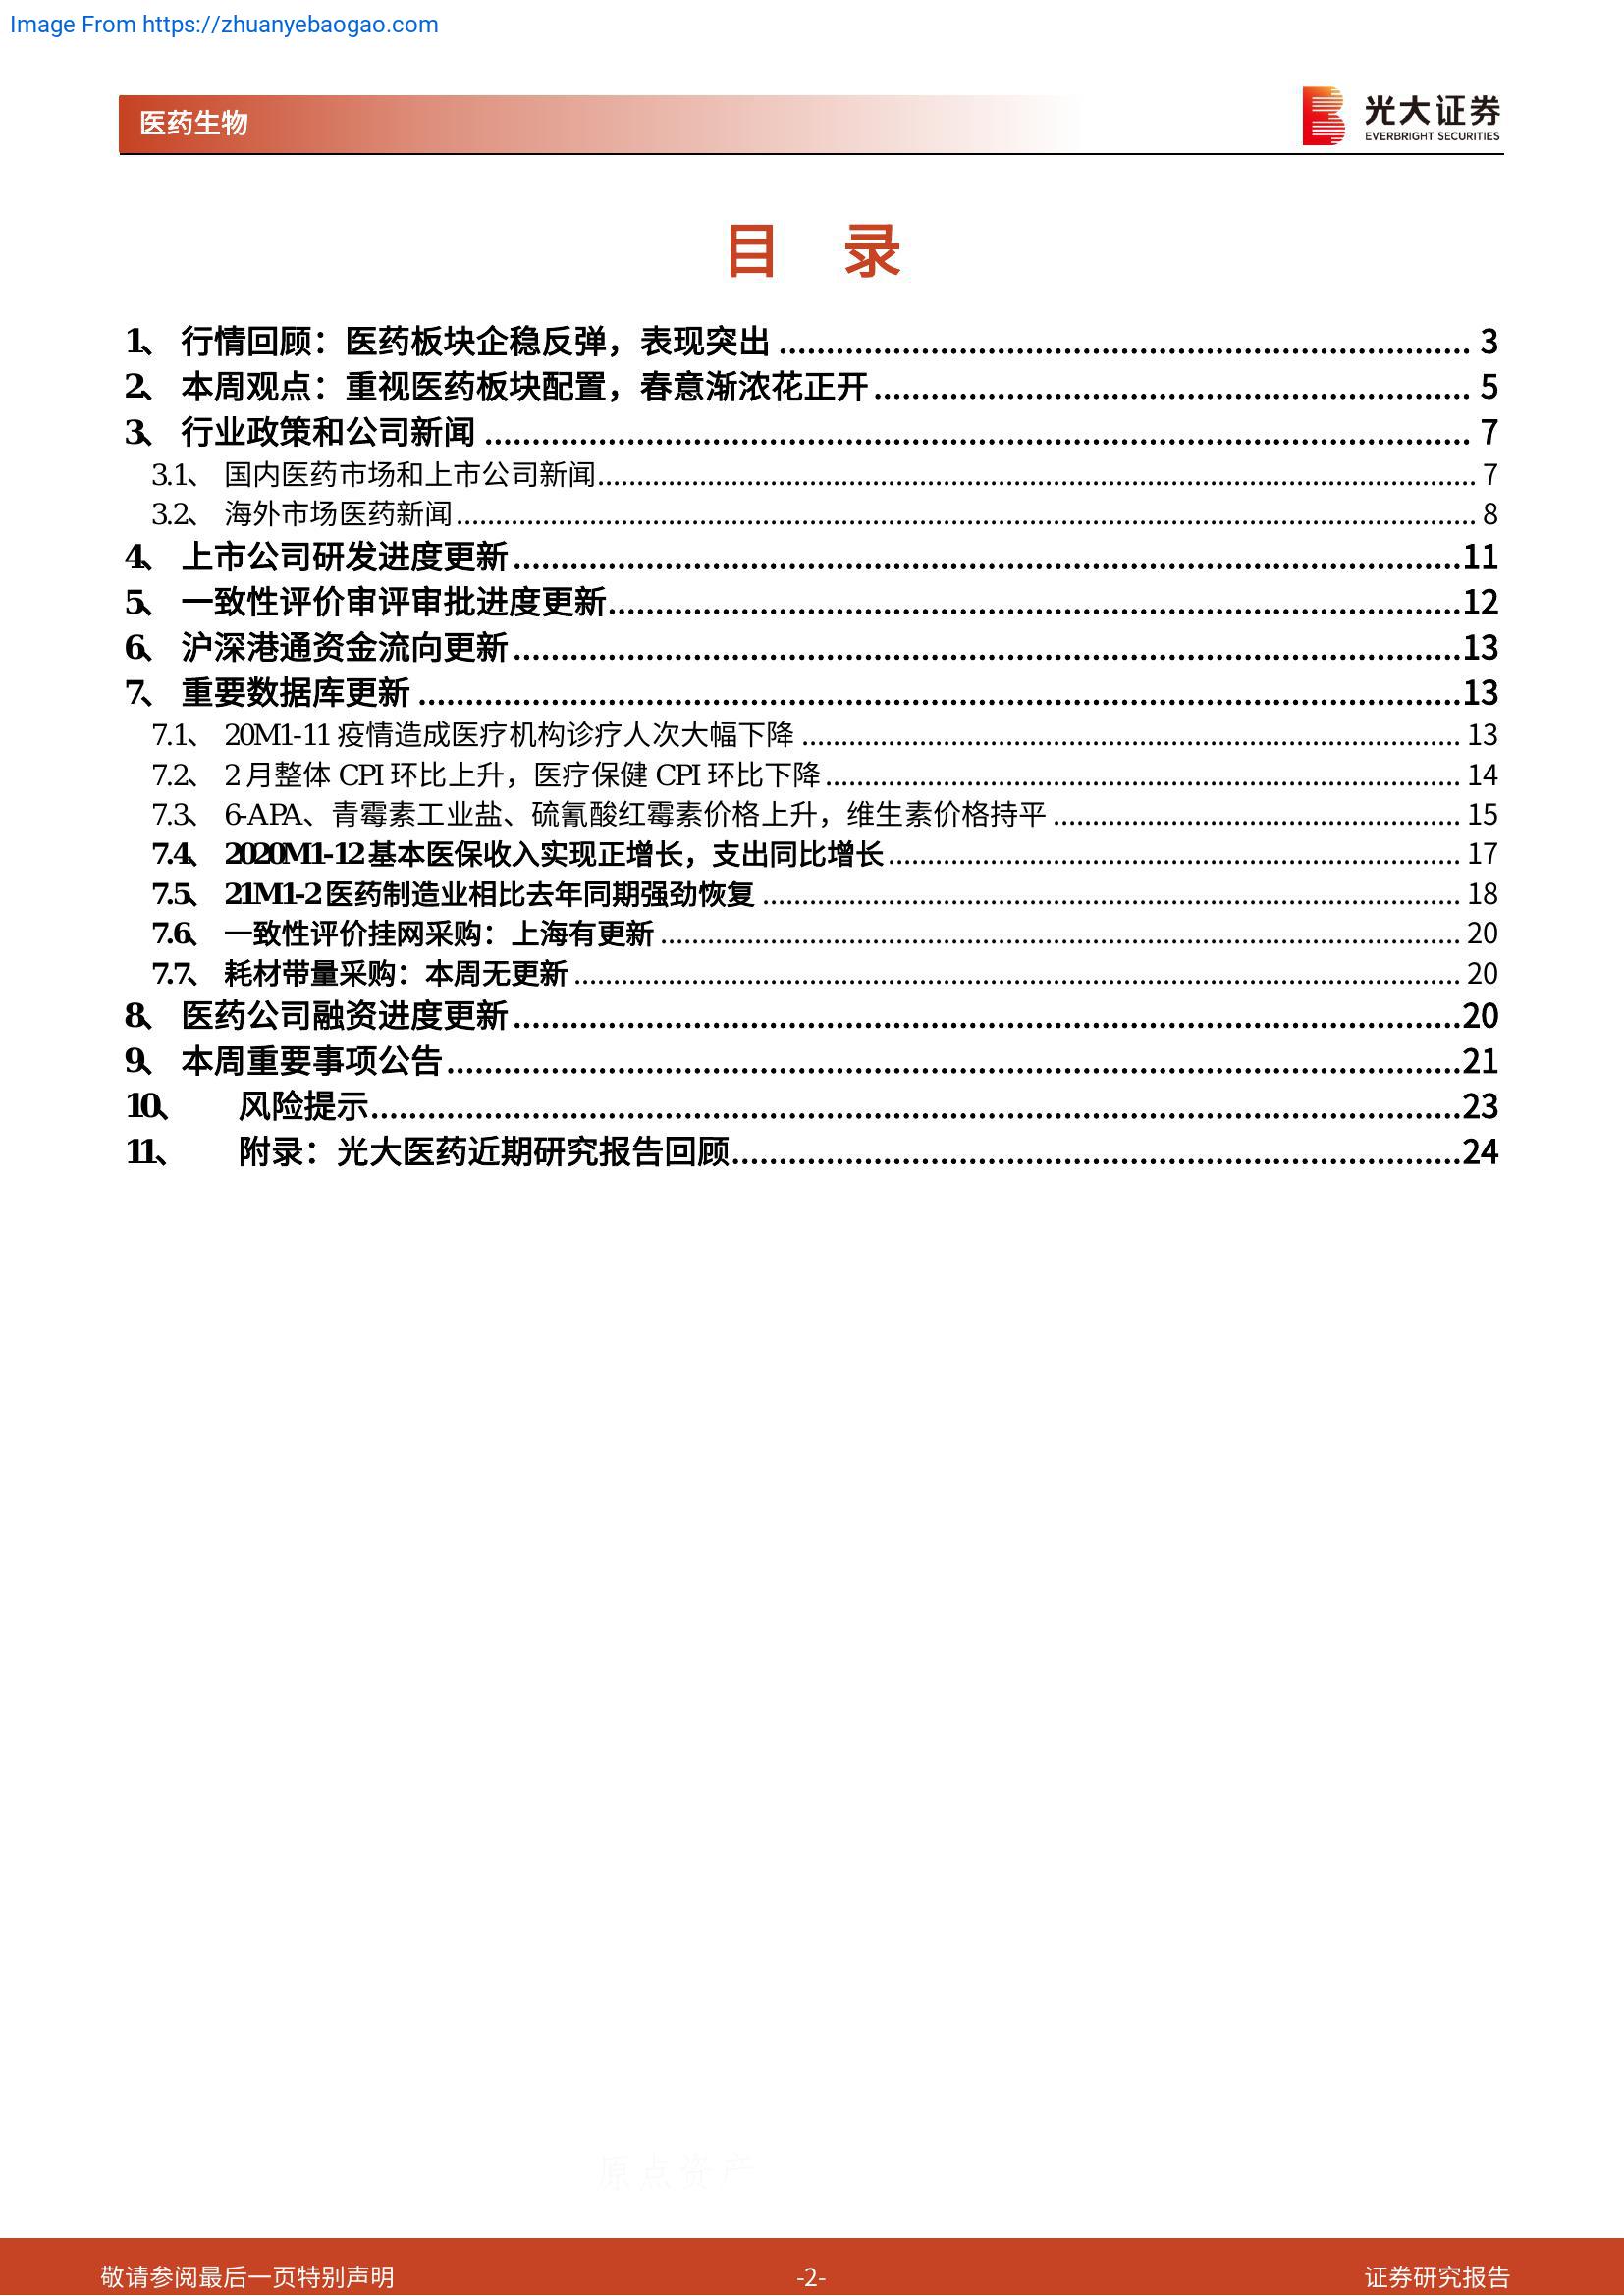 Image From https://zhuanyebaogao.com
医药生物
光大证券
EVERBRIGHT SECURITIES
目 录
1、 行情回顾：医药板块企稳反弹，表现突出 3
2、 本周观点：重视医药板块配置，春意渐浓花正开 5
3、 行业政策和公司新闻 7
3.1、 国内医药市场和上市公司新闻 7
3.2、 海外市场医药新闻 8
4、 上市公司研发进度更新 11
5、 一致性评价审评审批进度更新 12
6、 沪深港通资金流向更新 13
7、 重要数据库更新 13
7.1、 20M1-11 疫情造成医疗机构诊疗人次大幅下降 13
7.2、 2 月整体 CPI 环比上升，医疗保健 CPI 环比下降 14
7.3、 6-APA、青霉素工业盐、硫氰酸红霉素价格上升，维生素价格持平 15
7.4、 2020M1-12 基本医保收入实现正增长，支出同比增长 17
7.5、 21M1-2 医药制造业相比去年同期强劲恢复 18
7.6、 一致性评价挂网采购：上海有更新 20
7.7、 耗材带量采购：本周无更新 20
8、 医药公司融资进度更新 20
9、 本周重要事项公告 21
10、 风险提示 23
11、 附录：光大医药近期研究报告回顾 24
原点资产
敬请参阅最后一页特别声明 -2- 证券研究报告